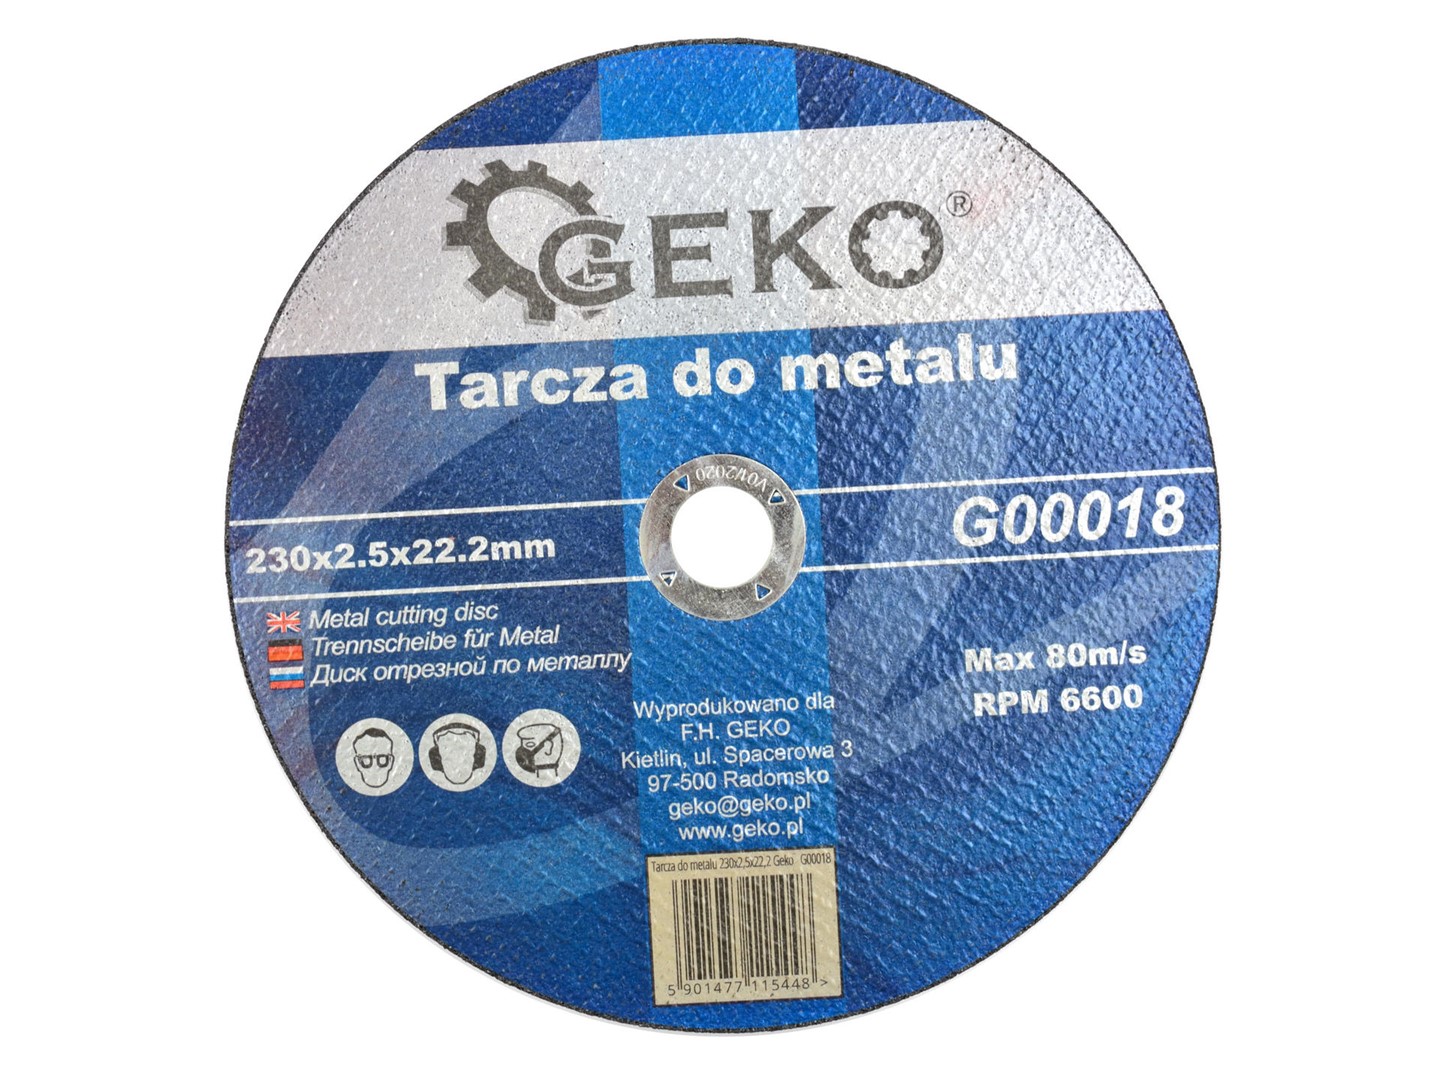 GEKO®
Tarcza do metalu
V01/2020
G00018
230x2.5x22.2mm
Metal cutting disc
Trennscheibe für Metal
Диск отрезной по металлу
Max 80m/s
RPM 6600
Wyprodukowano dla
F.H. GEKO
Kietlin, ul. Spacerowa 3
97-500 Radomsko
geko@geko.pl
www.geko.pl
Tarcza do metalu 230x2,5x22,2 Geko G00018
5 901477 115448 >